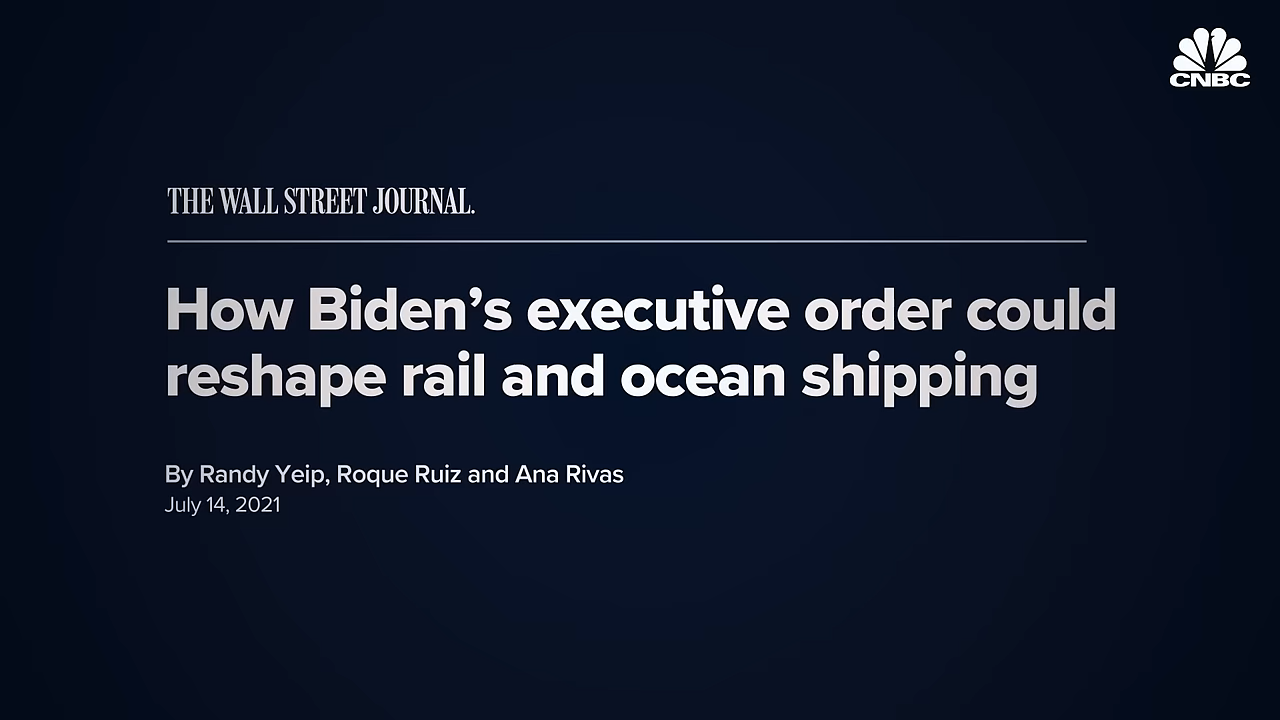 CNBC
THE WALL STREET JOURNAL.
How Biden’s executive order could
reshape rail and ocean shipping
By Randy Yeip, Roque Ruiz and Ana Rivas
July 14, 2021